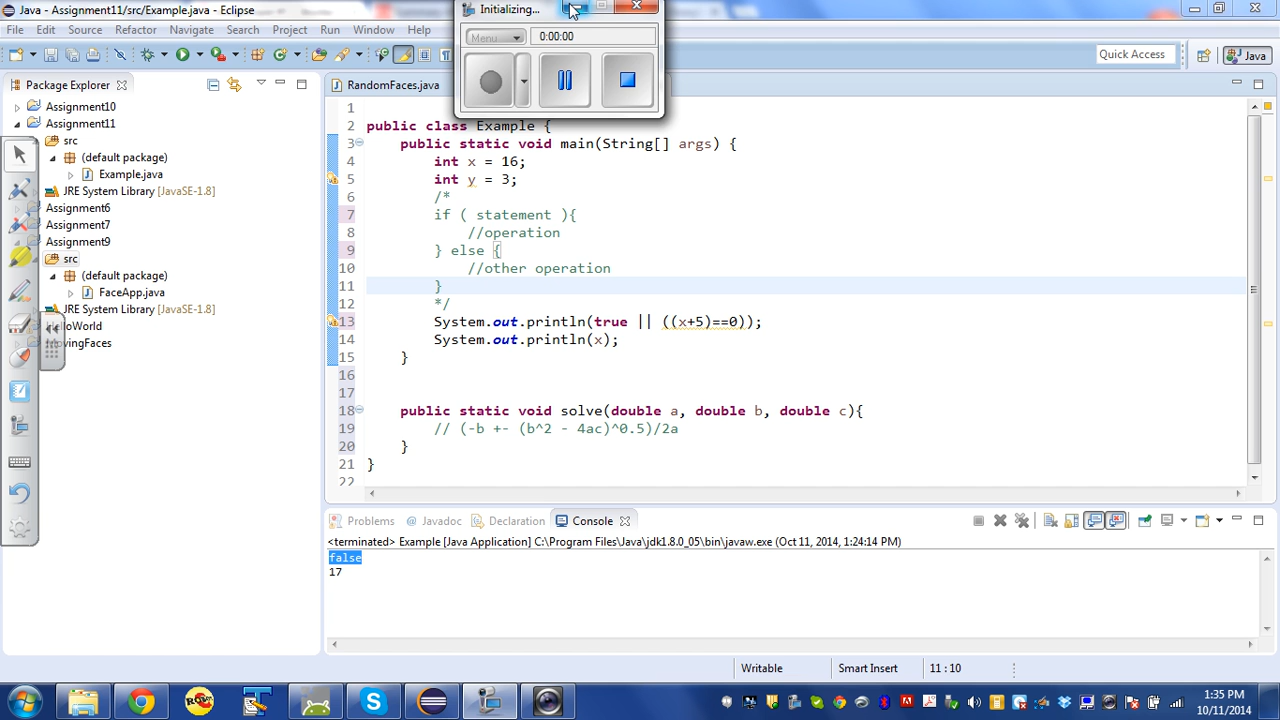 Java - Assignment11/src/Example.java - Eclipse
Initializing...
File Edit Source Refactor Navigate Search Project Run Window Help
Menu 0:00:00
Quick Access Java
Package Explorer
RandomFaces.java
Assignment10
Assignment11
src
(default package)
Example.java
JRE System Library [JavaSE-1.8]
Assignment6
Assignment7
Assignment9
src
(default package)
FaceApp.java
JRE System Library [JavaSE-1.8]
loWorld
ovingFaces
1
2 public class Example {
3 public static void main(String[] args) {
4 int x = 16;
5 int y = 3;
6 /*
7 if ( statement ){
8 //operation
9 } else {
10 //other operation
11 }
12 */
13 System.out.println(true || ((x+5)==0));
14 System.out.println(x);
15 }
16
17
18 public static void solve(double a, double b, double c){
19 // (-b +- (b^2 - 4ac)^0.5)/2a
20 }
21 }
22
Problems @ Javadoc Declaration Console
<terminated> Example [Java Application] C:\Program Files\Java\jdk1.8.0_05\bin\javaw.exe (Oct 11, 2014, 1:24:14 PM)
false
17
Writable Smart Insert 11 : 10
1:35 PM
10/11/2014